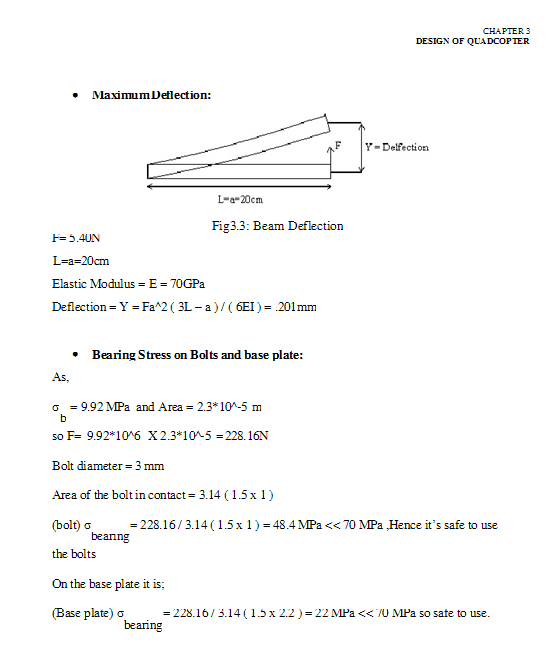 CHAPTER 3
DESIGN OF QUADCOPTER
• Maximum Deflection:
F
Y = Delfection
L=a=20cm
Fig3.3: Beam Deflection
F= 5.40N
L=a=20cm
Elastic Modulus = E = 70GPa
Deflection = Y = Fa^2 ( 3L – a ) / ( 6EI ) = .201mm
• Bearing Stress on Bolts and base plate:
As,
σb = 9.92 MPa and Area = 2.3*10^-5 m
so F= 9.92*10^6 X 2.3*10^-5 =228.16N
Bolt diameter = 3 mm
Area of the bolt in contact = 3.14 ( 1.5 x 1 )
(bolt) σbearing = 228.16 / 3.14 ( 1.5 x 1 ) = 48.4 MPa << 70 MPa ,Hence it’s safe to use
the bolts
On the base plate it is;
(Base plate) σbearing = 228.16 / 3.14 ( 1.5 x 2.2 ) = 22 MPa << 70 MPa so safe to use.